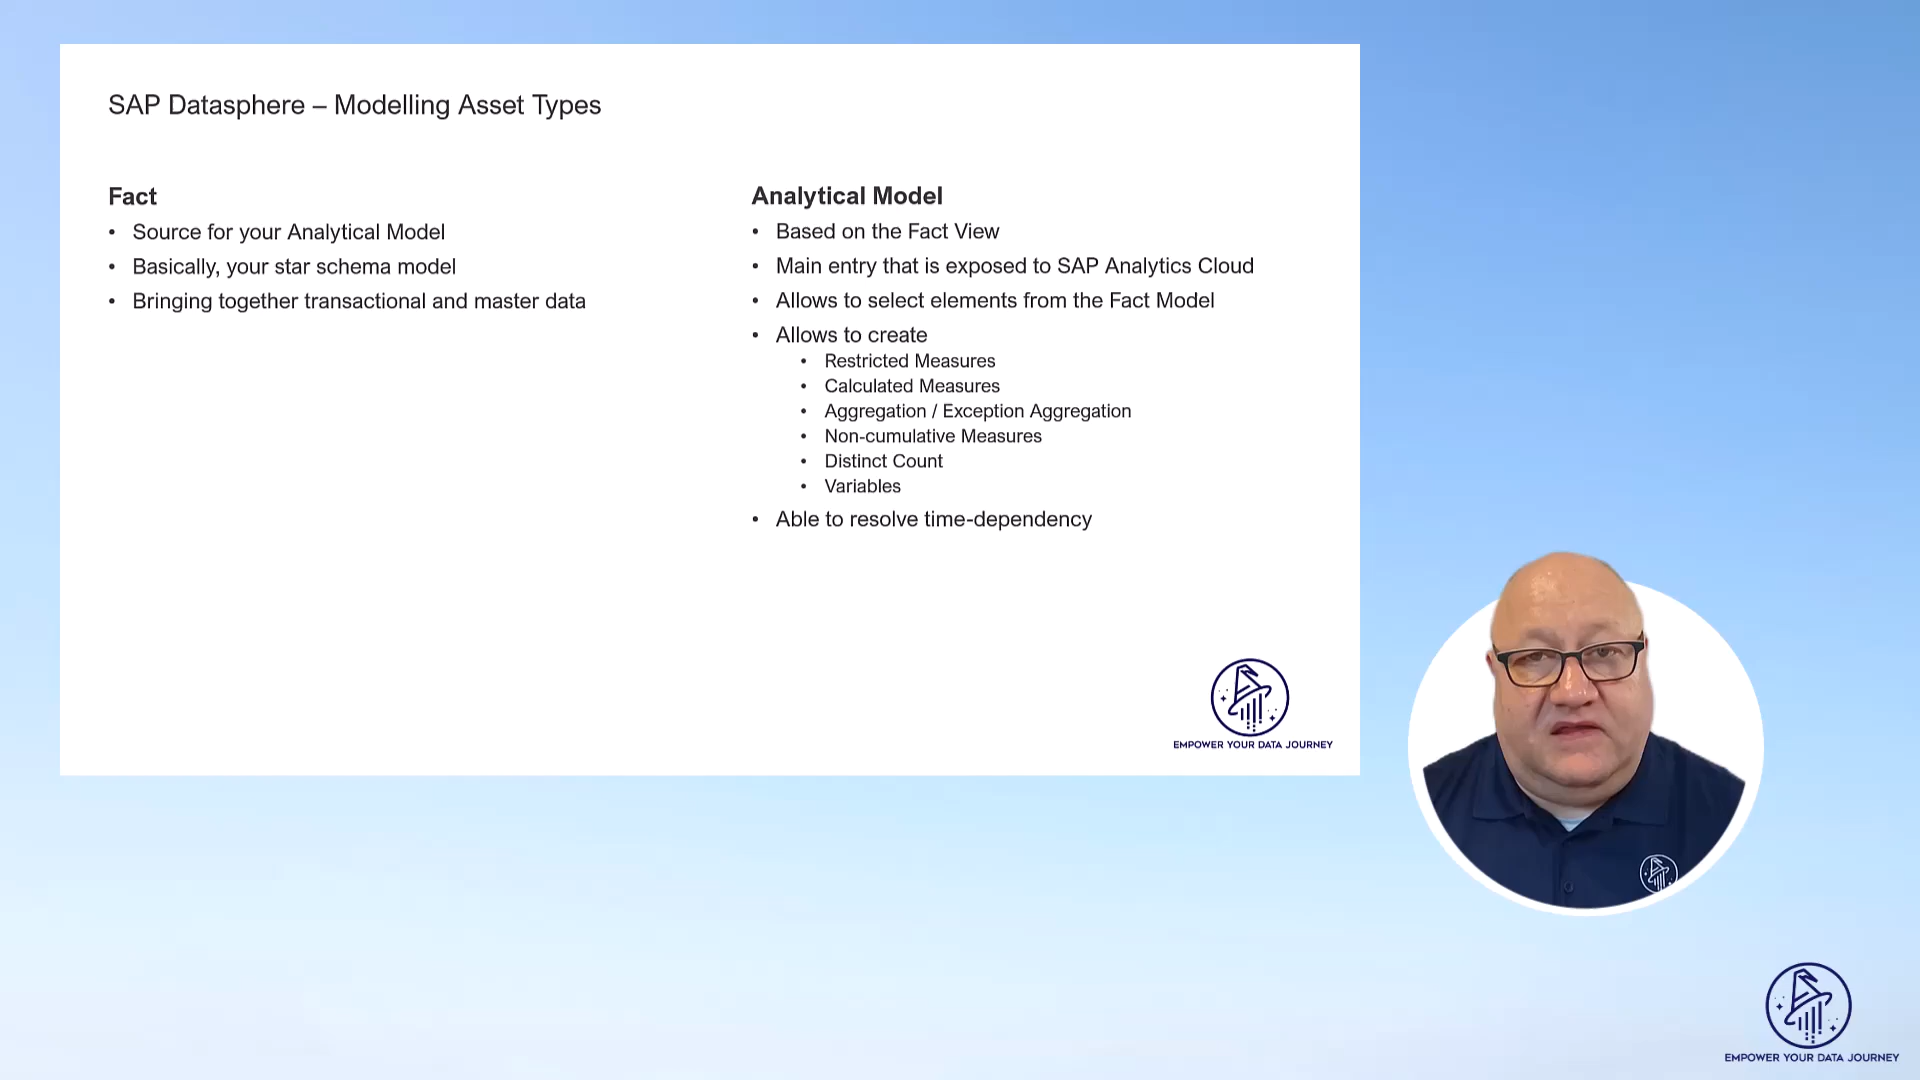 SAP Datasphere – Modelling Asset Types
Fact
• Source for your Analytical Model
• Basically, your star schema model
• Bringing together transactional and master data
Analytical Model
• Based on the Fact View
• Main entry that is exposed to SAP Analytics Cloud
• Allows to select elements from the Fact Model
• Allows to create
• Restricted Measures
• Calculated Measures
• Aggregation / Exception Aggregation
• Non-cumulative Measures
• Distinct Count
• Variables
• Able to resolve time-dependency
EMPOWER YOUR DATA JOURNEY
EMPOWER YOUR DATA JOURNEY